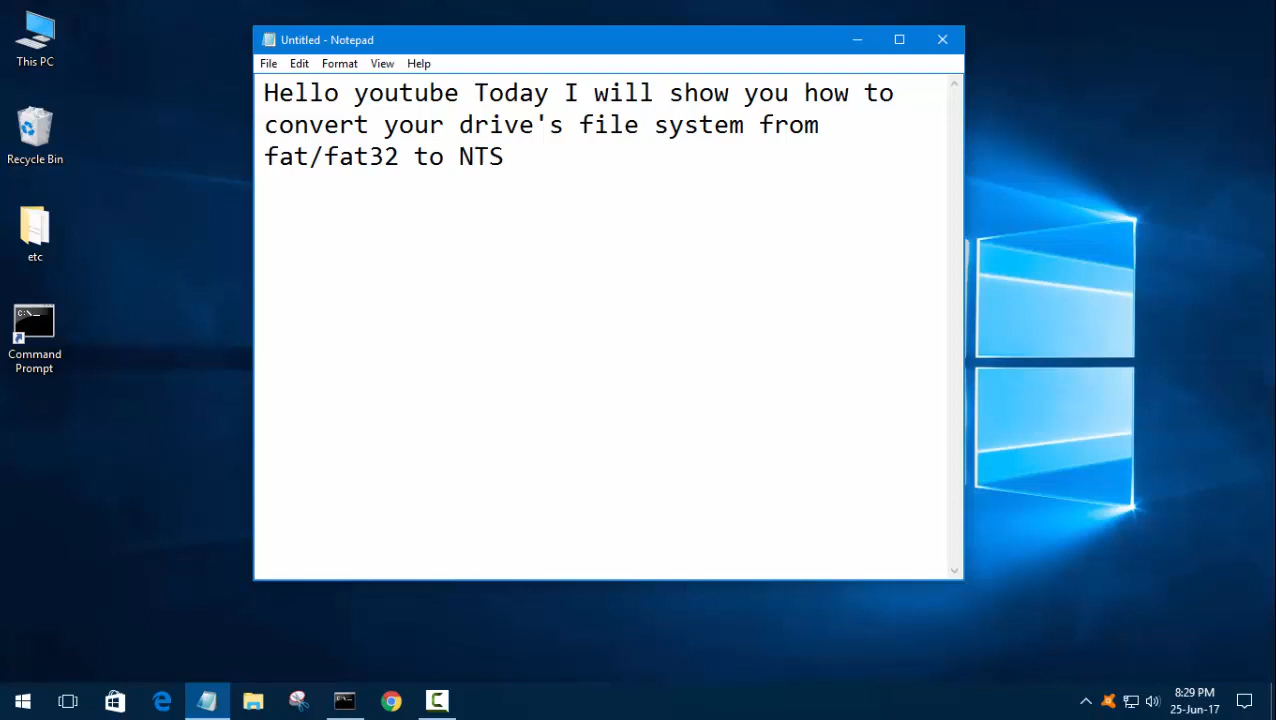 This PC
Recycle Bin
etc
C:\._
Command
Prompt
Untitled - Notepad
File Edit Format View Help
Hello youtube Today I will show you how to
convert your drive's file system from
fat/fat32 to NTS
8:29 PM
25-Jun-17